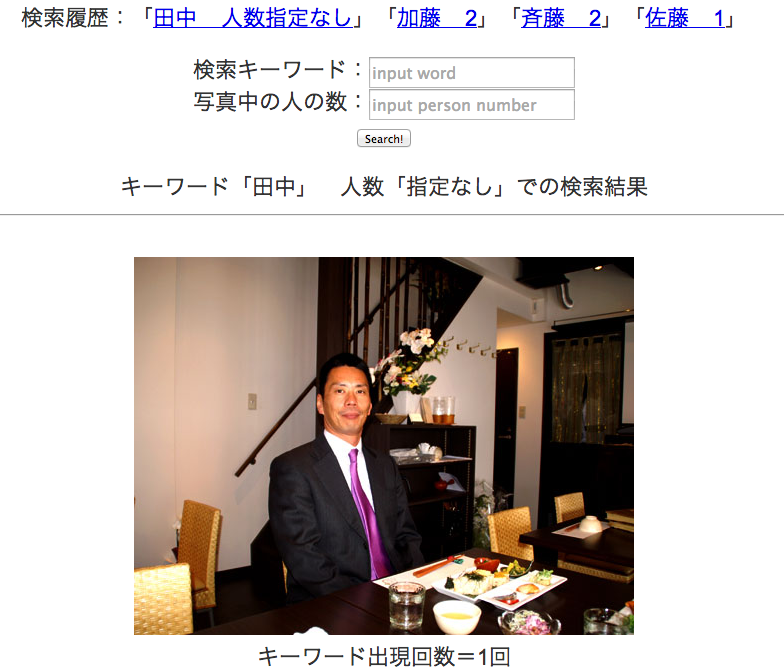 検索履歴：「田中　人数指定なし」「加藤　2」「斉藤　2」「佐藤　1」
検索キーワード：input word
写真中の人の数：input person number
Search!
キーワード「田中」　人数「指定なし」での検索結果
キーワード出現回数＝1回